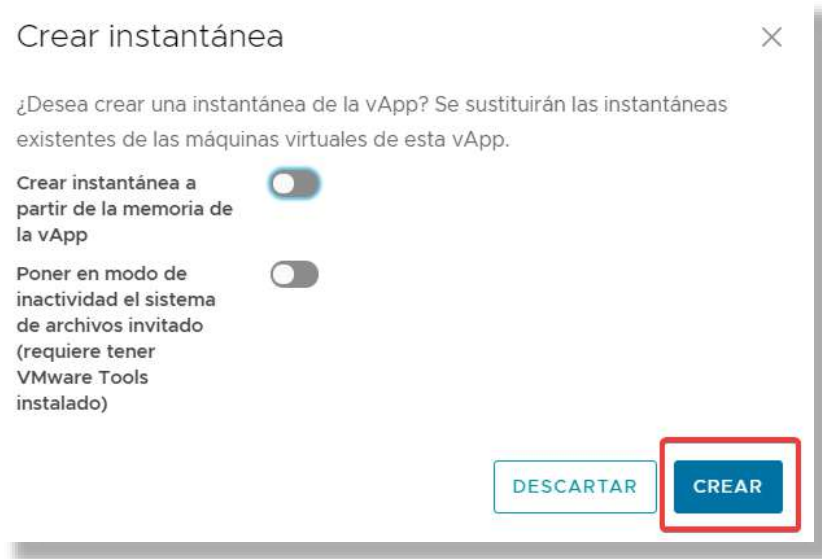 Crear instantánea
¿Desea crear una instantánea de la vApp? Se sustituirán las instantáneas
existentes de las máquinas virtuales de esta vApp.
Crear instantánea a
partir de la memoria de
la vApp
Poner en modo de
inactividad el sistema
de archivos invitado
(requiere tener
VMware Tools
instalado)
DESCARTAR
CREAR